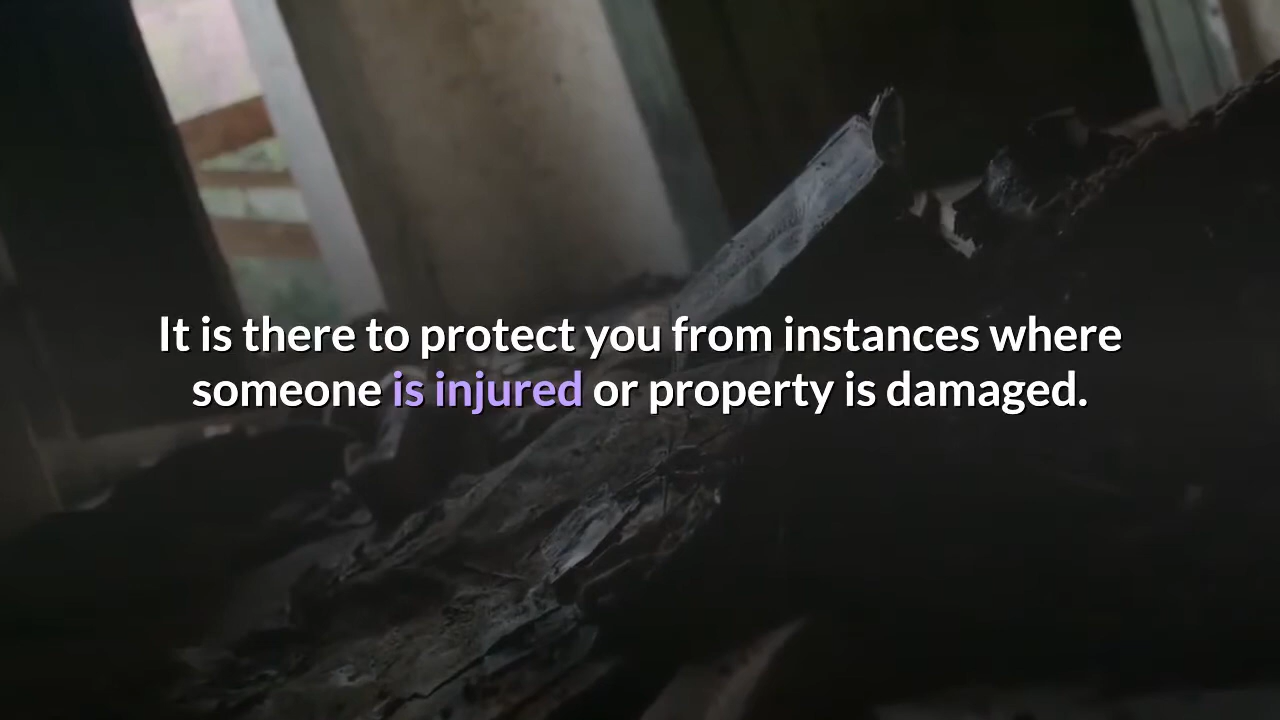 It is there to protect you from instances where
someone is injured or property is damaged.